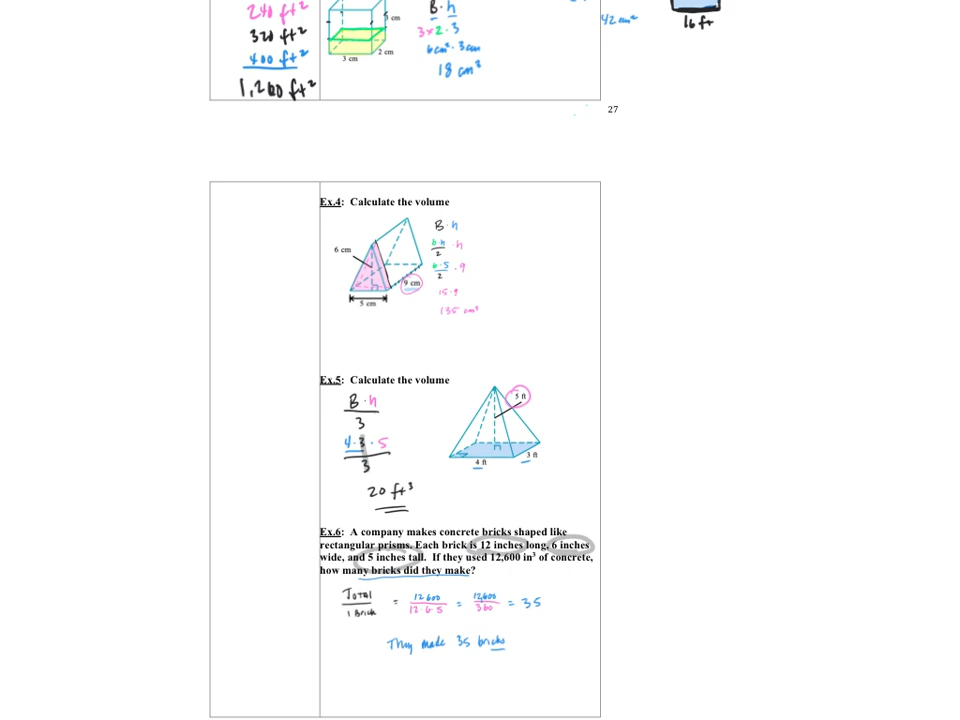 240 ft²
320 ft²
400 ft²
1,260 ft²
3 cm
2 cm
3 cm
B·h
3×2·3
6cm²·3cm
18 cm³
42 cm²
16 ft
27
Ex.4: Calculate the volume
6 cm
9 cm
5 cm
B·h
b·h/2 ·h
6·5/2 ·9
15·9
135 cm³
Ex.5: Calculate the volume
B·h
3
4·3·5
3
20 ft³
5 ft
4 ft
3 ft
Ex.6: A company makes concrete bricks shaped like
rectangular prisms. Each brick is 12 inches long, 6 inches
wide, and 5 inches tall. If they used 12,600 in³ of concrete,
how many bricks did they make?
Total/1 Brick = 12600/12·6·5 = 12,600/360 = 35
They made 35 bricks